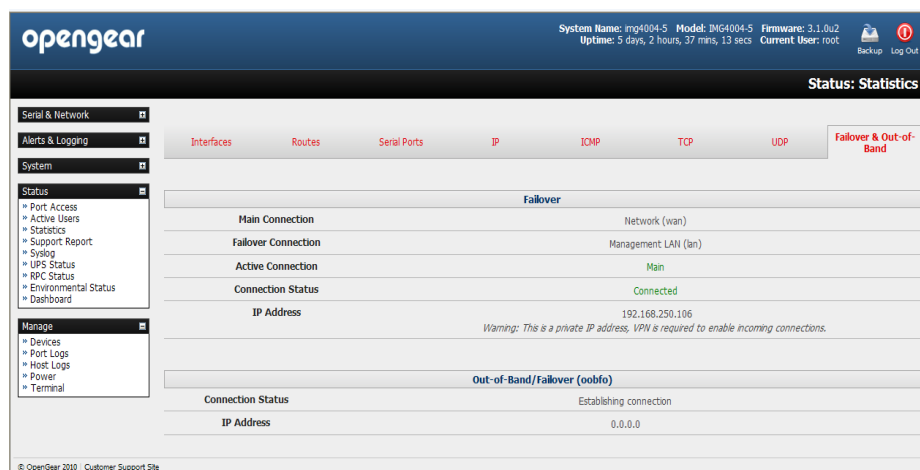 opengear
System Name: img4004-5 Model: IMG4004-5 Firmware: 3.1.0u2
Uptime: 5 days, 2 hours, 37 mins, 13 secs Current User: root
Backup Log Out
Status: Statistics
Serial & Network
Alerts & Logging
System
Status
» Port Access
» Active Users
» Statistics
» Support Report
» Syslog
» UPS Status
» RPC Status
» Environmental Status
» Dashboard
Manage
» Devices
» Port Logs
» Host Logs
» Power
» Terminal
Interfaces Routes Serial Ports IP ICMP TCP UDP Failover & Out-of-
Band
Failover
Main Connection Network (wan)
Failover Connection Management LAN (lan)
Active Connection Main
Connection Status Connected
IP Address 192.168.250.106
Warning: This is a private IP address, VPN is required to enable incoming connections.
Out-of-Band/Failover (oobfo)
Connection Status Establishing connection
IP Address 0.0.0.0
© OpenGear 2010 | Customer Support Site